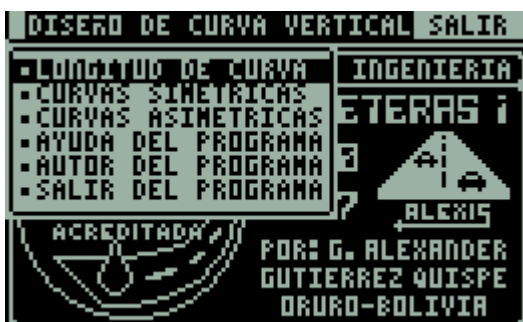 DISEÑO DE CURVA VERTICAL SALIR
LONGITUD DE CURVA
CURVAS SIMETRICAS
CURVAS ASIMETRICAS
AYUDA DEL PROGRAMA
AUTOR DEL PROGRAMA
SALIR DEL PROGRAMA
INGENIERIA
ETERAS i
7
ALEXIS
ACREDITADA
POR: G. ALEXANDER
GUTIERREZ QUISPE
ORURO-BOLIVIA